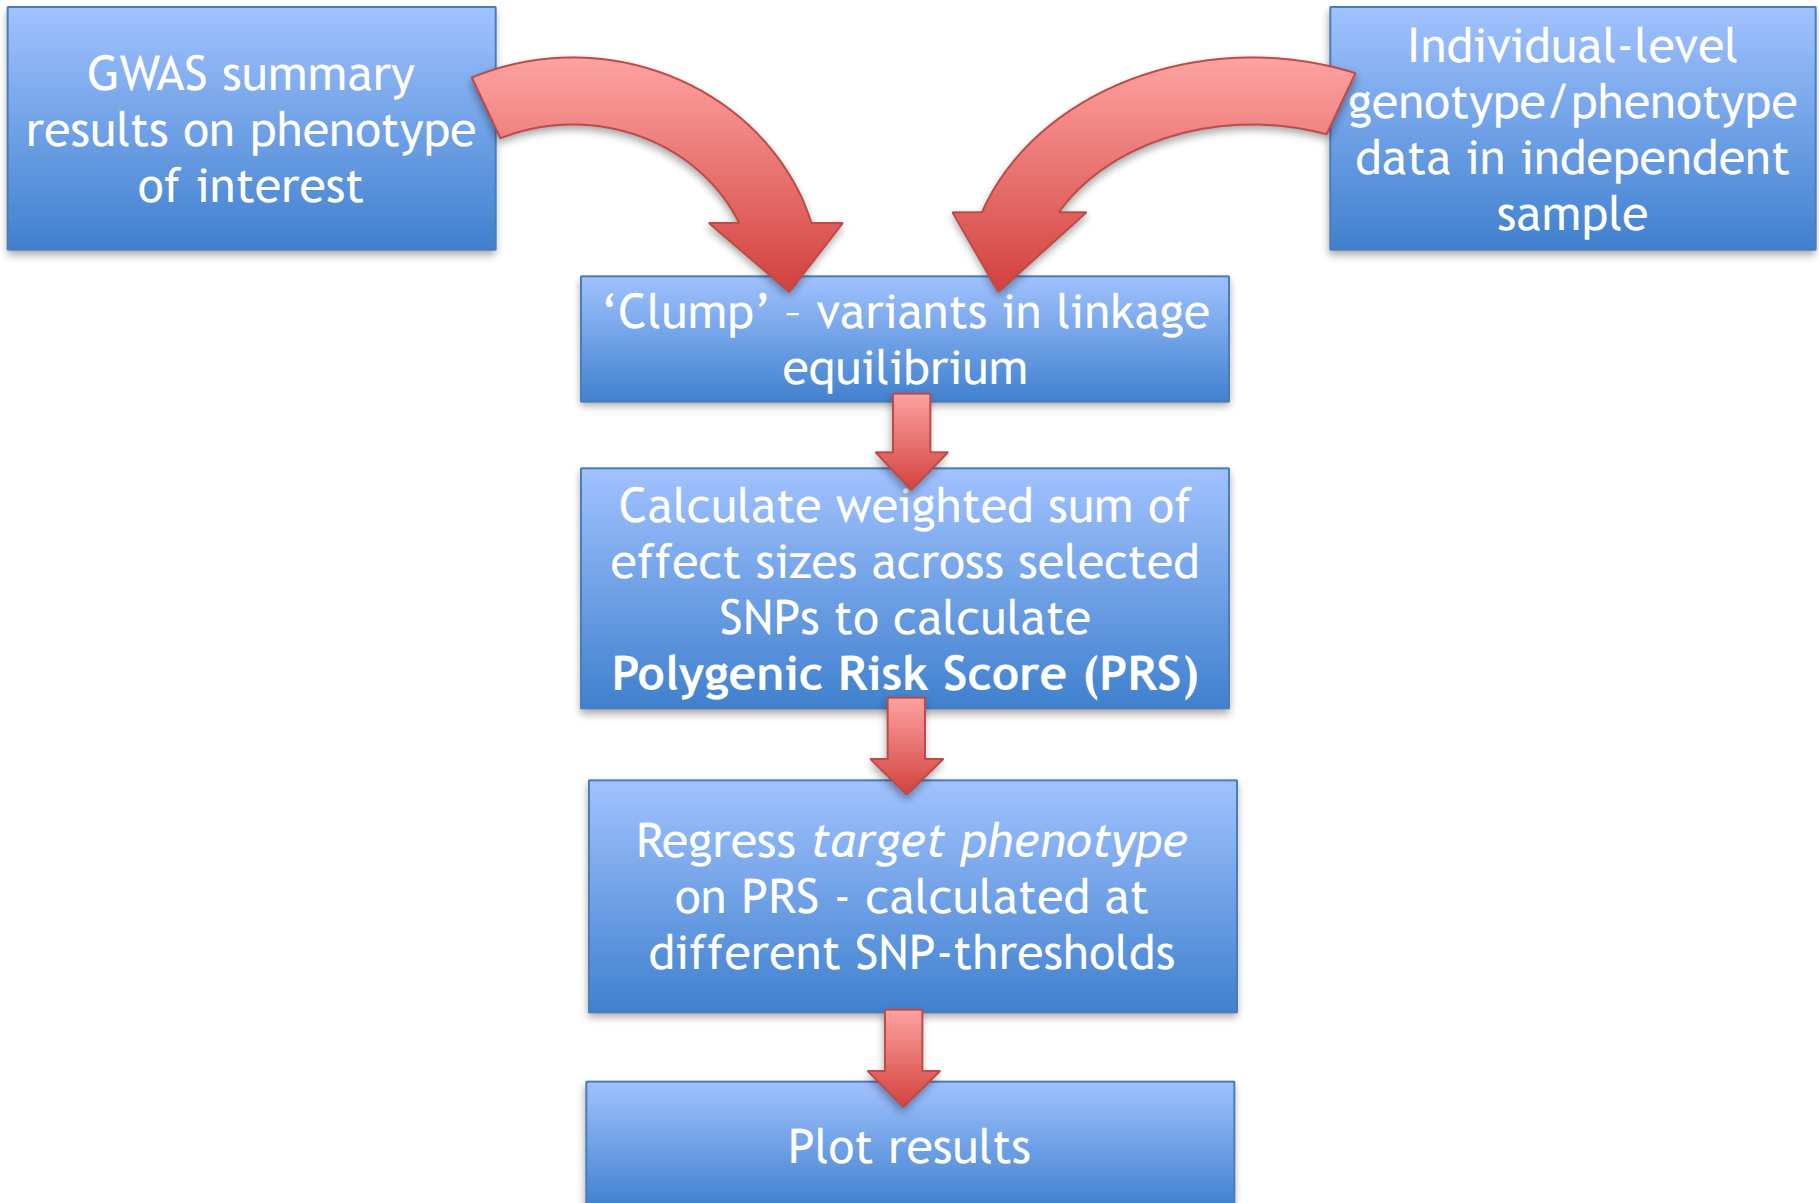 GWAS summary
results on phenotype
of interest
Individual-level
genotype/phenotype
data in independent
sample
‘Clump’ – variants in linkage
equilibrium
Calculate weighted sum of
effect sizes across selected
SNPs to calculate
Polygenic Risk Score (PRS)
Regress target phenotype
on PRS - calculated at
different SNP-thresholds
Plot results